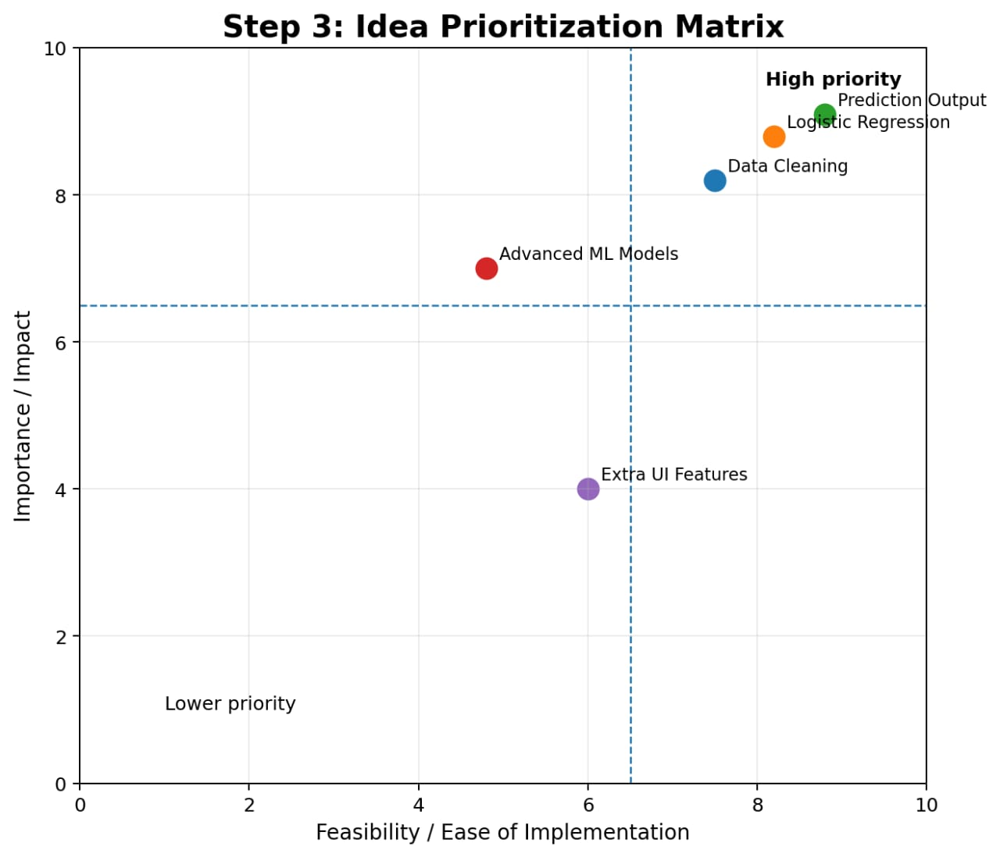 Step 3: Idea Prioritization Matrix
10
High priority
Prediction Output
Logistic Regression
Data Cleaning
8
Advanced ML Models
6
Importance / Impact
Extra UI Features
4
2
Lower priority
0
0 2 4 6 8 10
Feasibility / Ease of Implementation